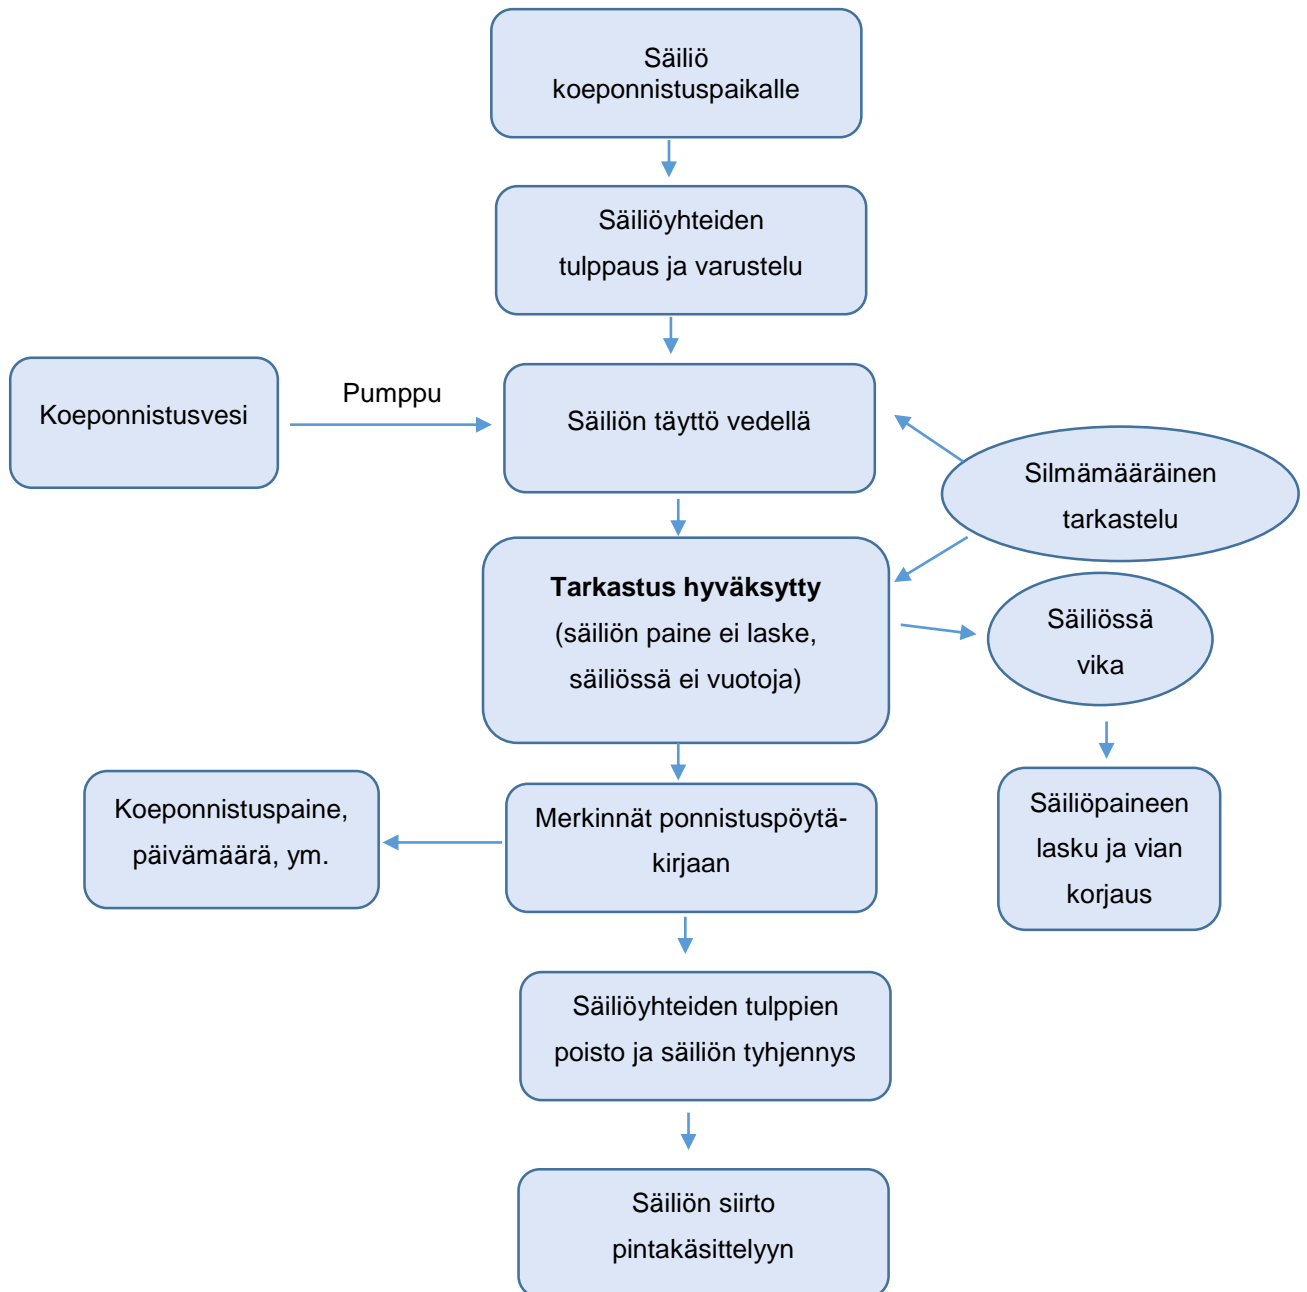 Säiliö
koeponnistuspaikalle
Säiliöyhteiden
tulppaus ja varustelu
Koeponnistusvesi
Pumppu
Säiliön täyttö vedellä
Silmämääräinen
tarkastelu
Tarkastus hyväksytty
(säiliön paine ei laske,
säiliössä ei vuotoja)
Säiliössä
vika
Säiliöpaineen
lasku ja vian
korjaus
Merkinnät ponnistuspöytä-
kirjaan
Koeponnistuspaine,
päivämäärä, ym.
Säiliöyhteiden tulppien
poisto ja säiliön tyhjennys
Säiliön siirto
pintakäsittelyyn